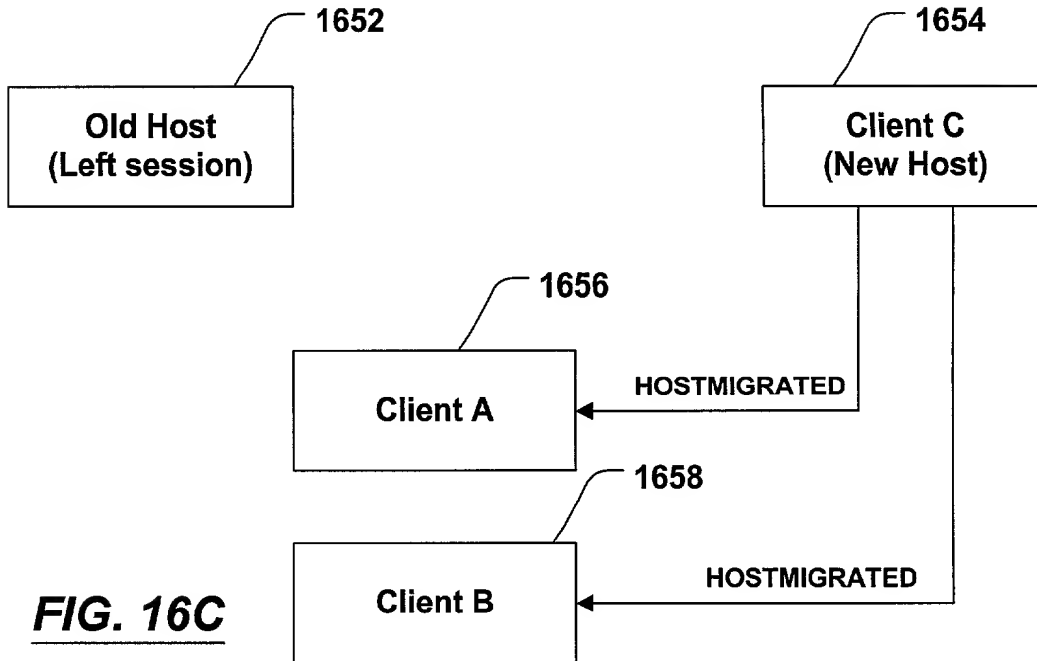 1652
1654
Old Host
(Left session)
Client C
(New Host)
1656
Client A
HOSTMIGRATED
1658
Client B
HOSTMIGRATED
FIG. 16C